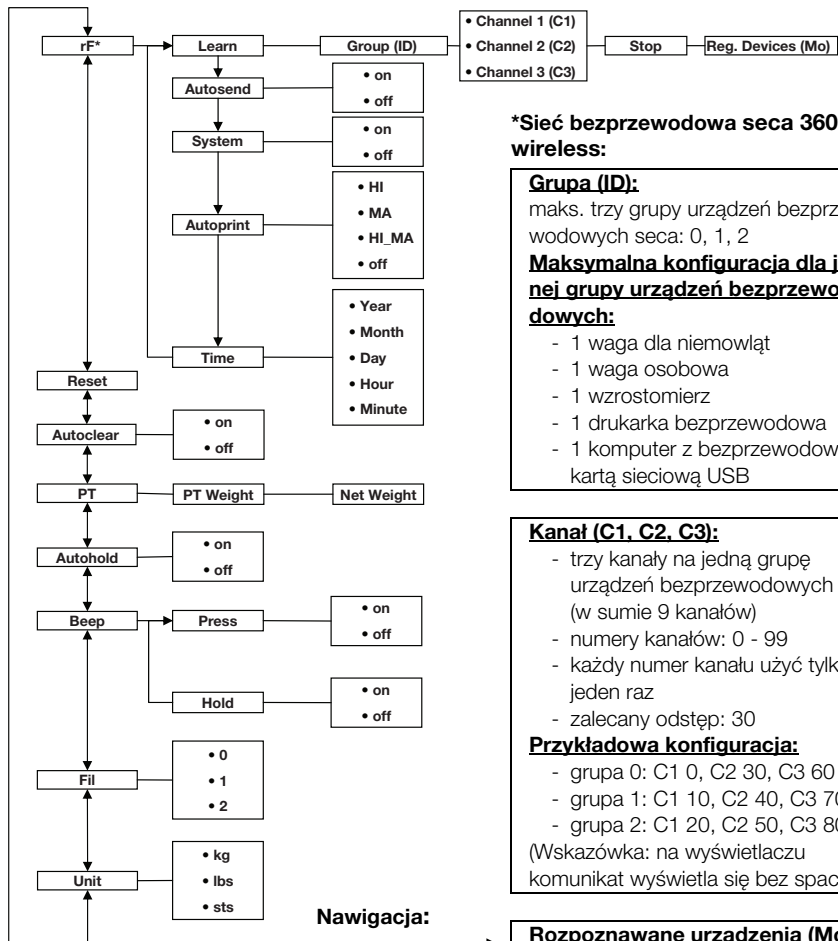 rF*
Learn
Group (ID)
• Channel 1 (C1)
• Channel 2 (C2)
• Channel 3 (C3)
Stop
Reg. Devices (Mo)
Autosend
• on
• off
System
• on
• off
Autoprint
• HI
• MA
• HI_MA
• off
Time
• Year
• Month
• Day
• Hour
• Minute
Reset
Autoclear
• on
• off
PT
PT Weight
Net Weight
Autohold
• on
• off
Beep
Press
• on
• off
Hold
• on
• off
Fil
• 0
• 1
• 2
Unit
• kg
• lbs
• sts
Nawigacja:
*Sieć bezprzewodowa seca 360
wireless:
Grupa (ID):
maks. trzy grupy urządzeń bezprz
wodowych seca: 0, 1, 2
Maksymalna konfiguracja dla j
nej grupy urządzeń bezprzewo
dowych:
- 1 waga dla niemowląt
- 1 waga osobowa
- 1 wzrostomierz
- 1 drukarka bezprzewodowa
- 1 komputer z bezprzewodow
kartą sieciową USB
Kanał (C1, C2, C3):
- trzy kanały na jedną grupę
urządzeń bezprzewodowych
(w sumie 9 kanałów)
- numery kanałów: 0 - 99
- każdy numer kanału użyć tylk
jeden raz
- zalecany odstęp: 30
Przykładowa konfiguracja:
- grupa 0: C1 0, C2 30, C3 60
- grupa 1: C1 10, C2 40, C3 70
- grupa 2: C1 20, C2 50, C3 80
(Wskazówka: na wyświetlaczu
komunikat wyświetla się bez spac
Rozpoznawane urządzenia (Mo